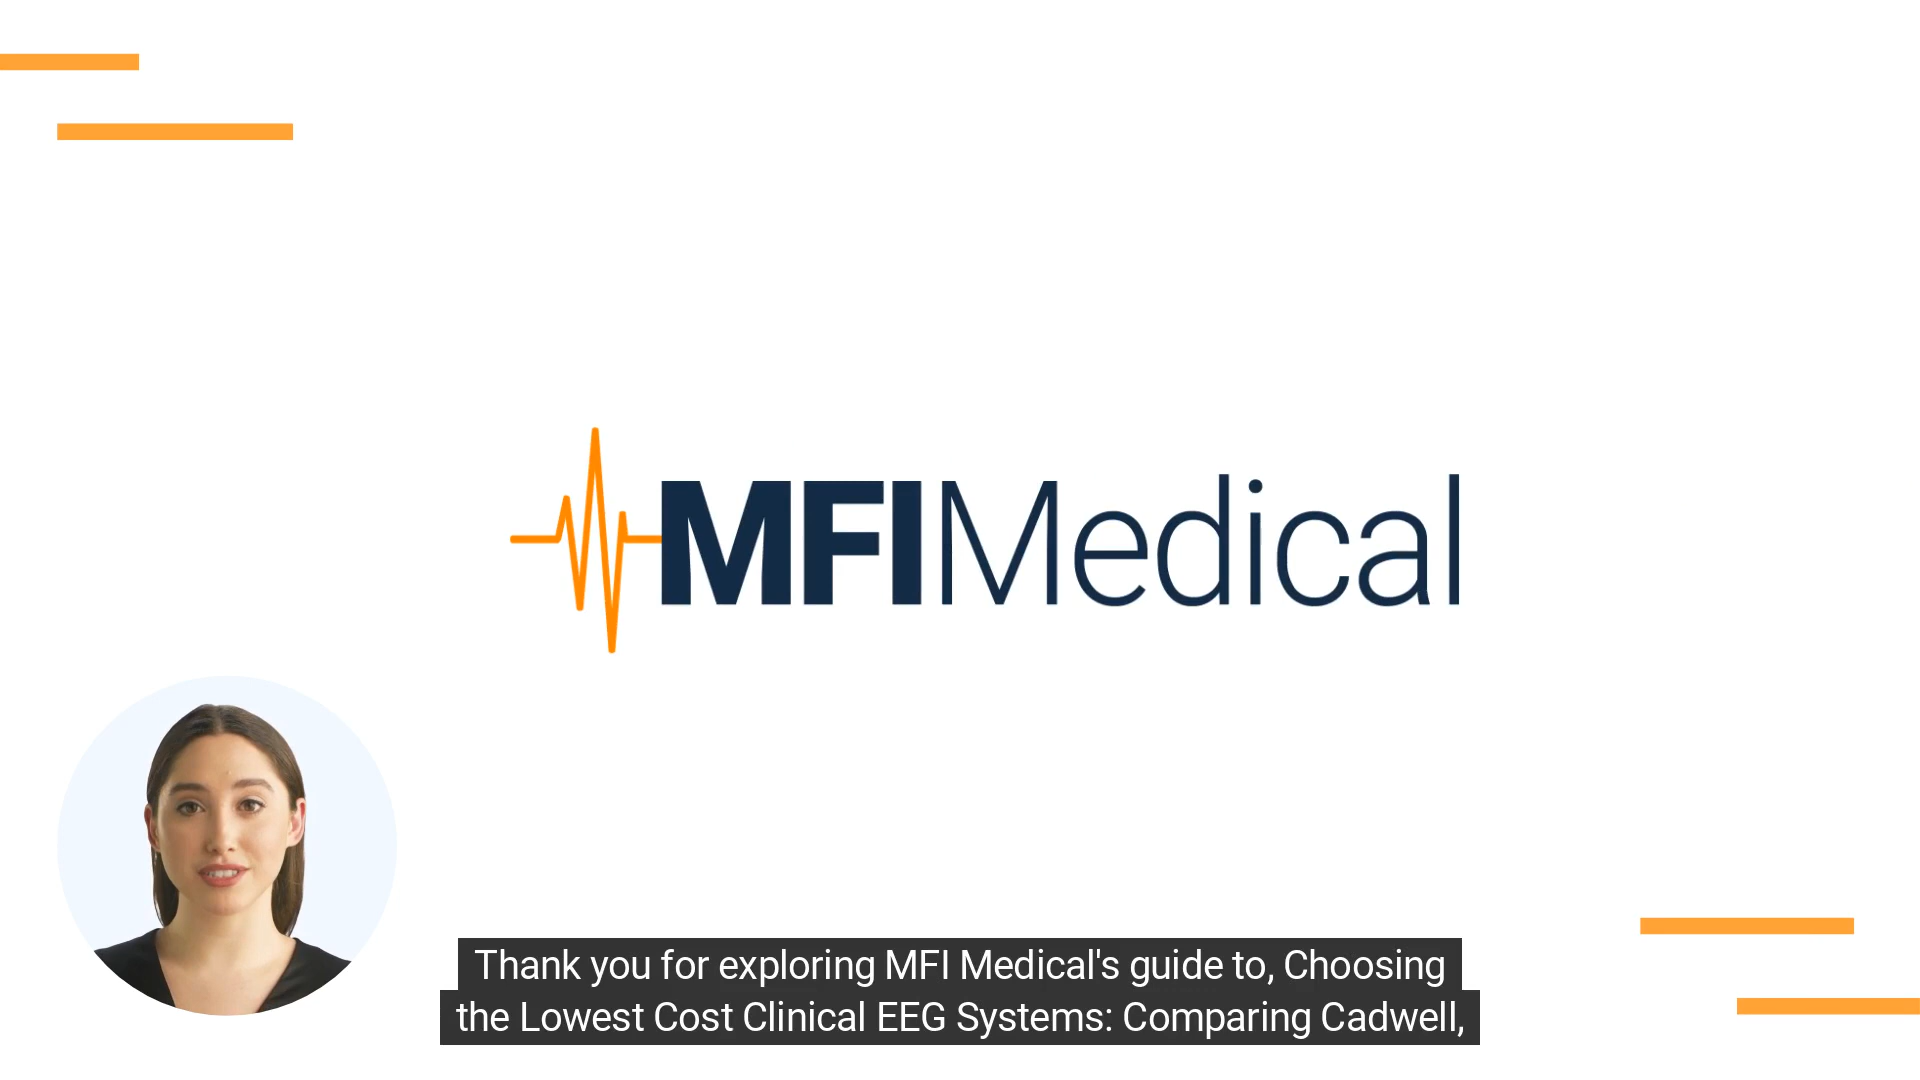 MFIMedical
Thank you for exploring MFI Medical's guide to, Choosing
the Lowest Cost Clinical EEG Systems: Comparing Cadwell,